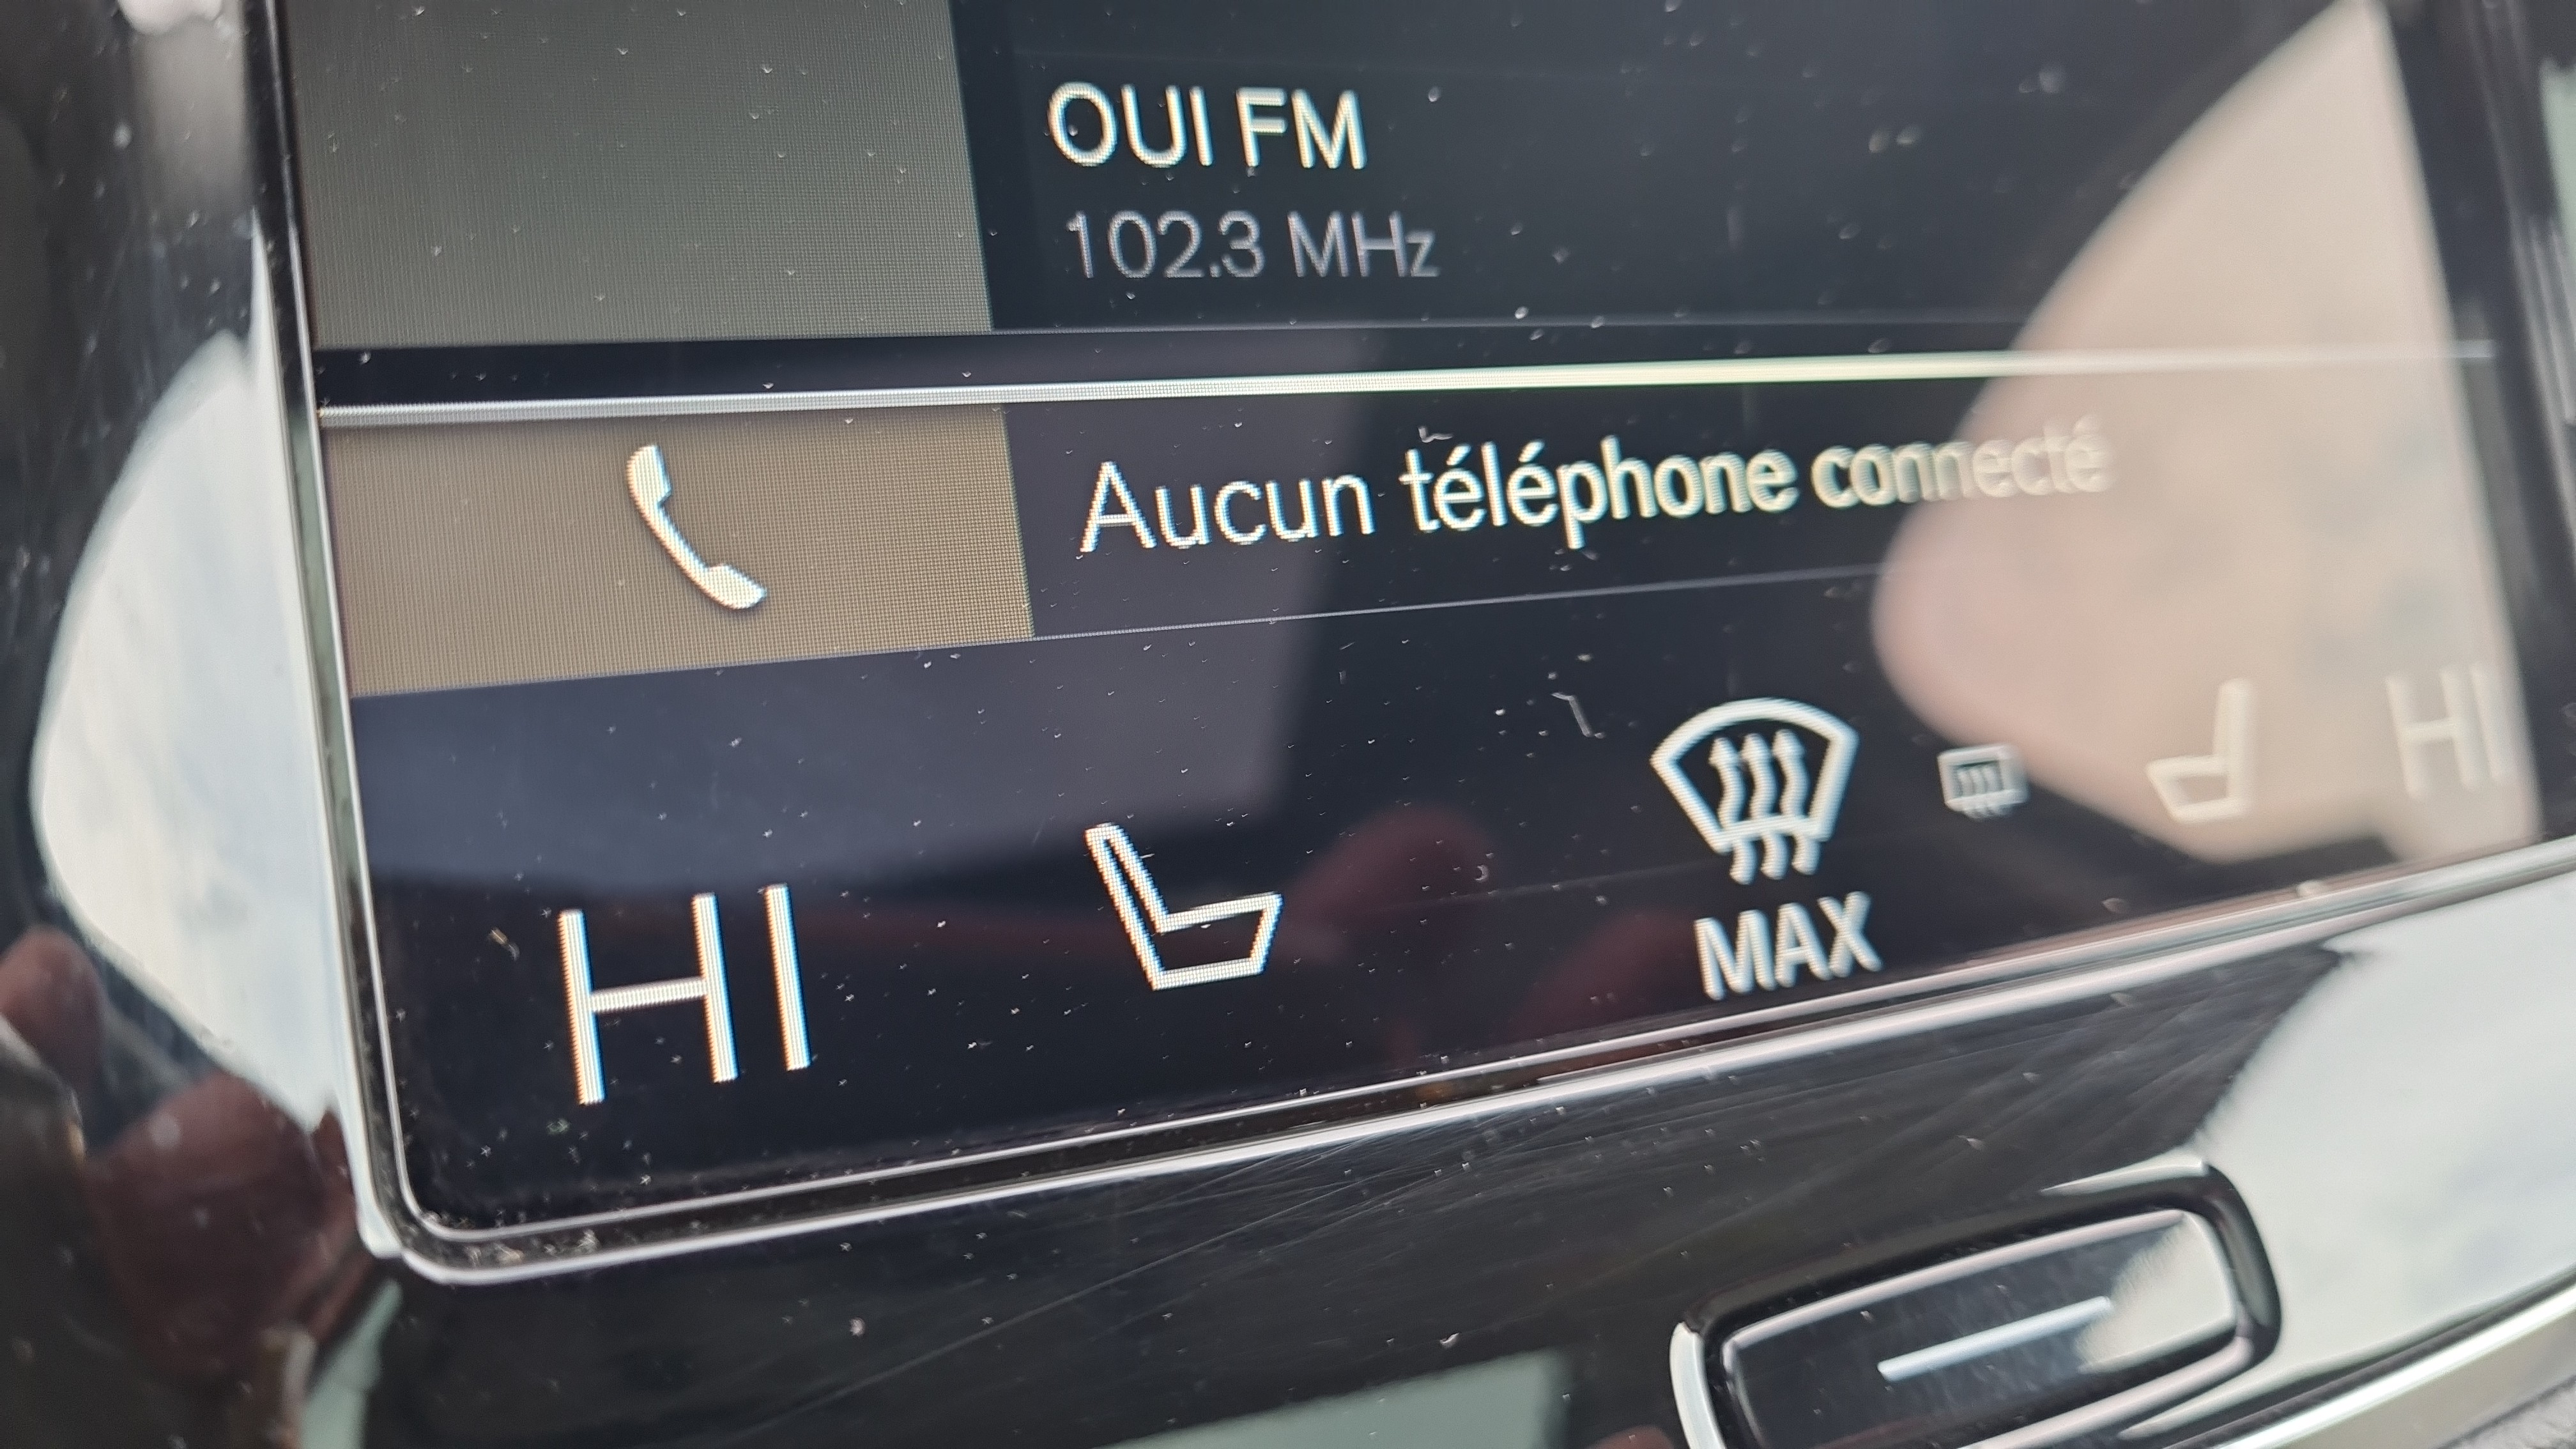 OUI FM
102.3 MHz
Aucun téléphone connecté
HI
MAX
HI